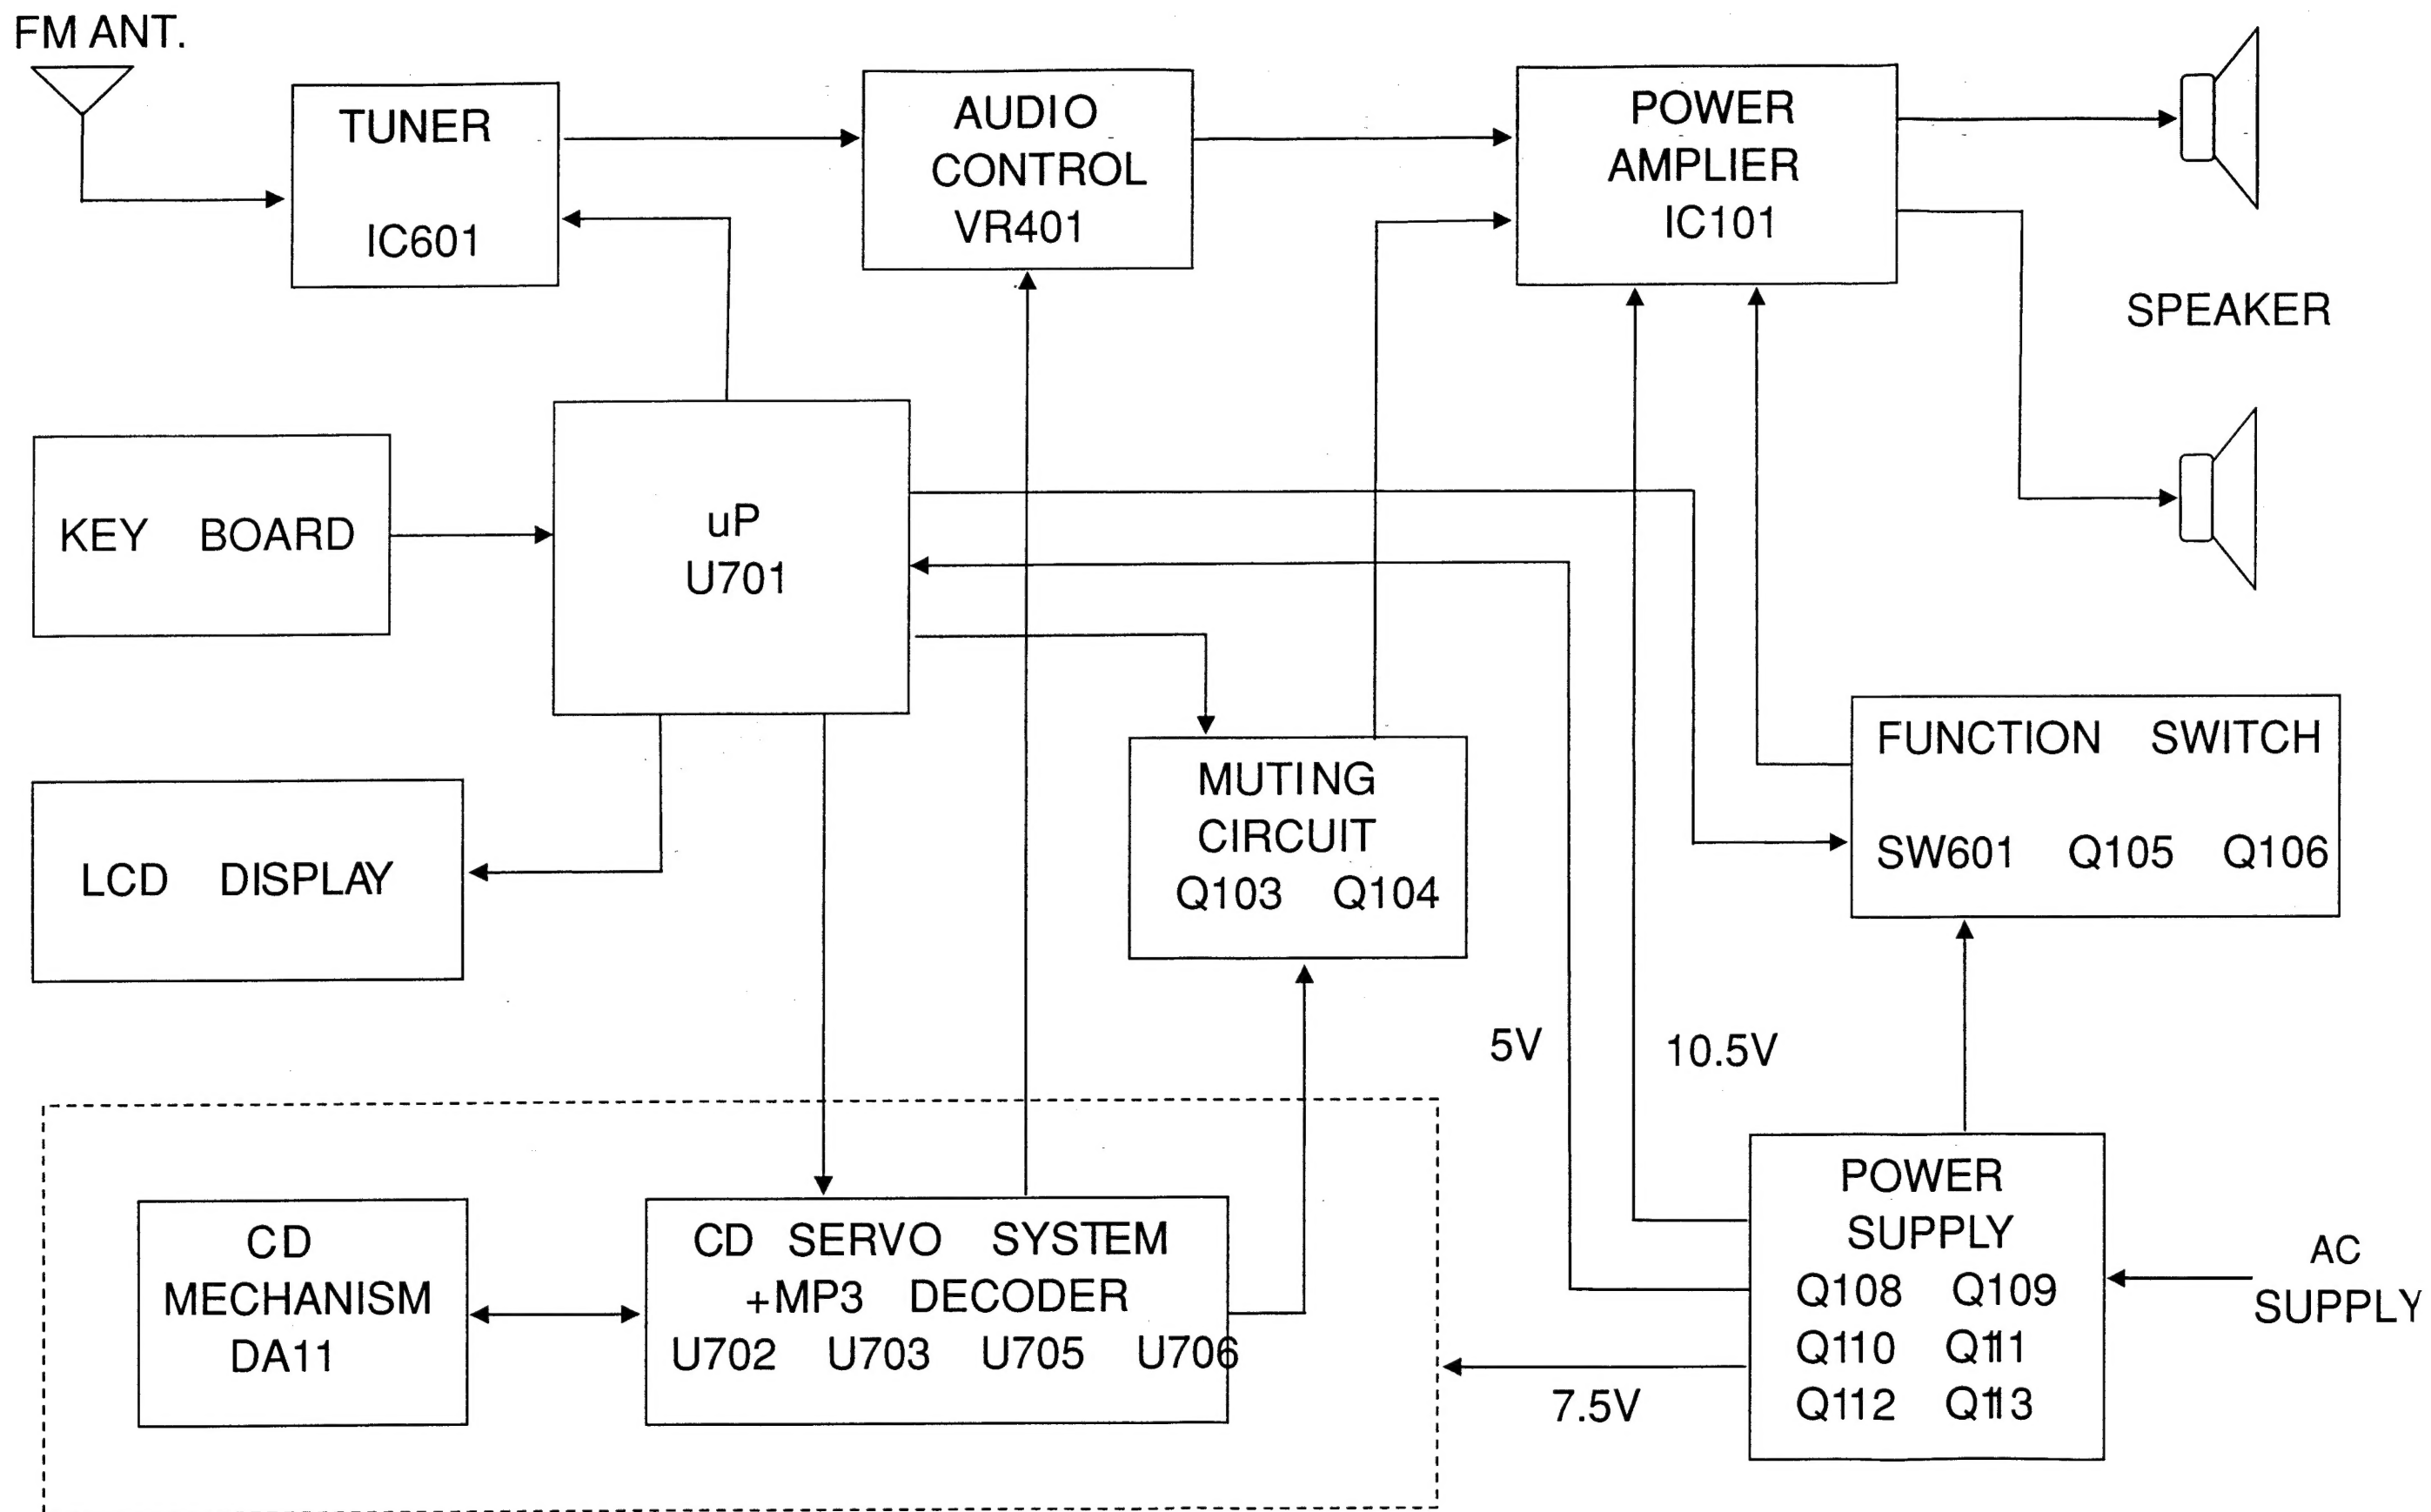 FM ANT.
TUNER
IC601
AUDIO
CONTROL
VR401
POWER
AMPLIER
IC101
SPEAKER
KEY BOARD
uP
U701
LCD DISPLAY
MUTING
CIRCUIT
Q103 Q104
FUNCTION SWITCH
SW601 Q105 Q106
5V
10.5V
CD
MECHANISM
DA11
CD SERVO SYSTEM
+MP3 DECODER
U702 U703 U705 U706
7.5V
POWER
SUPPLY
Q108 Q109
Q110 Q111
Q112 Q113
AC
SUPPLY